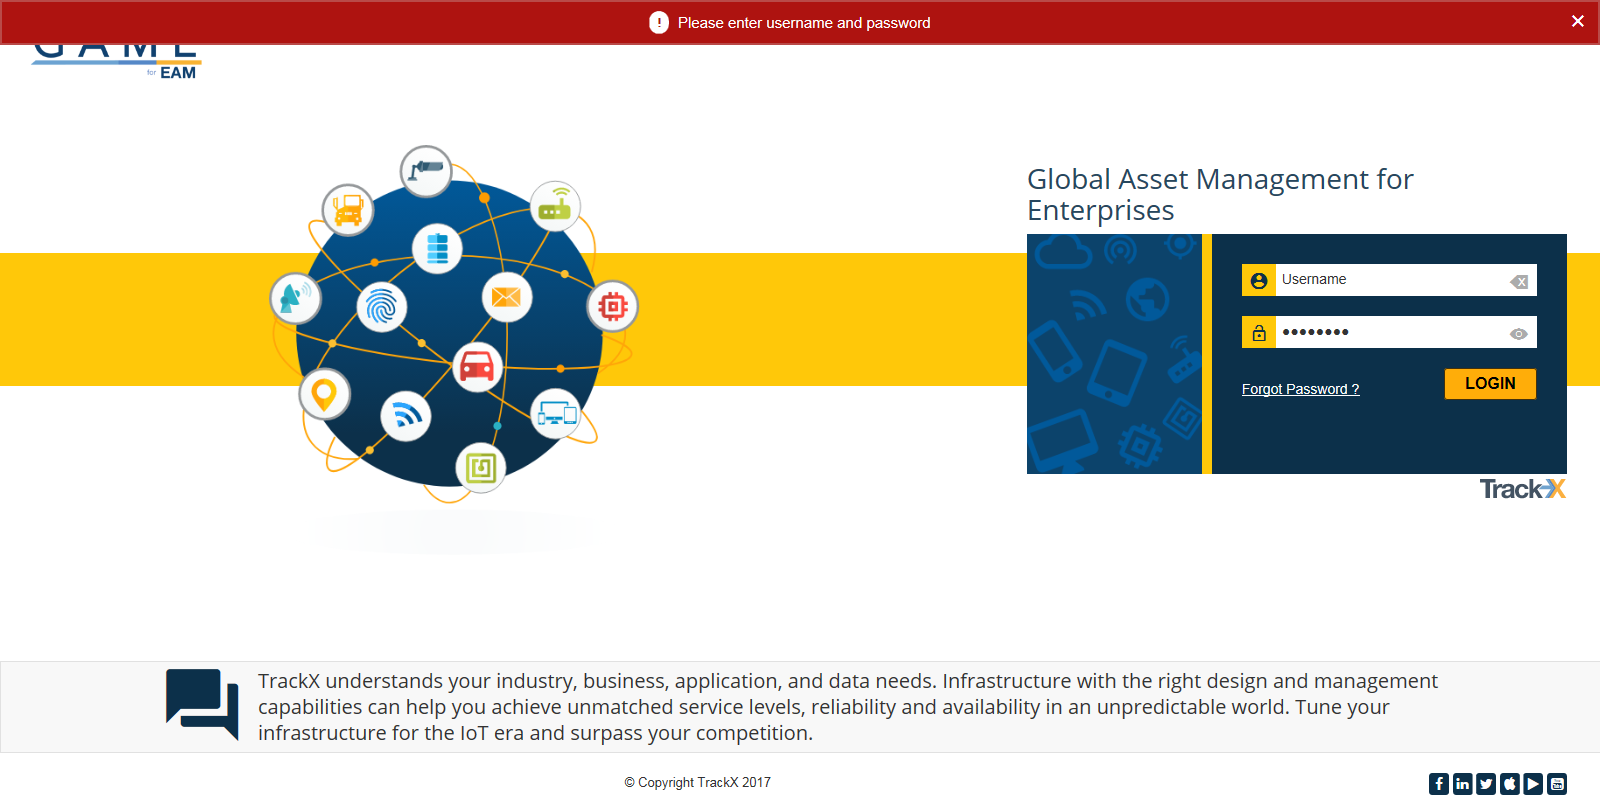 Please enter username and password
GAME
for EAM
Global Asset Management for
Enterprises
Username
••••••••
Forgot Password ?
LOGIN
TrackX
TrackX understands your industry, business, application, and data needs. Infrastructure with the right design and management
capabilities can help you achieve unmatched service levels, reliability and availability in an unpredictable world. Tune your
infrastructure for the IoT era and surpass your competition.
© Copyright TrackX 2017